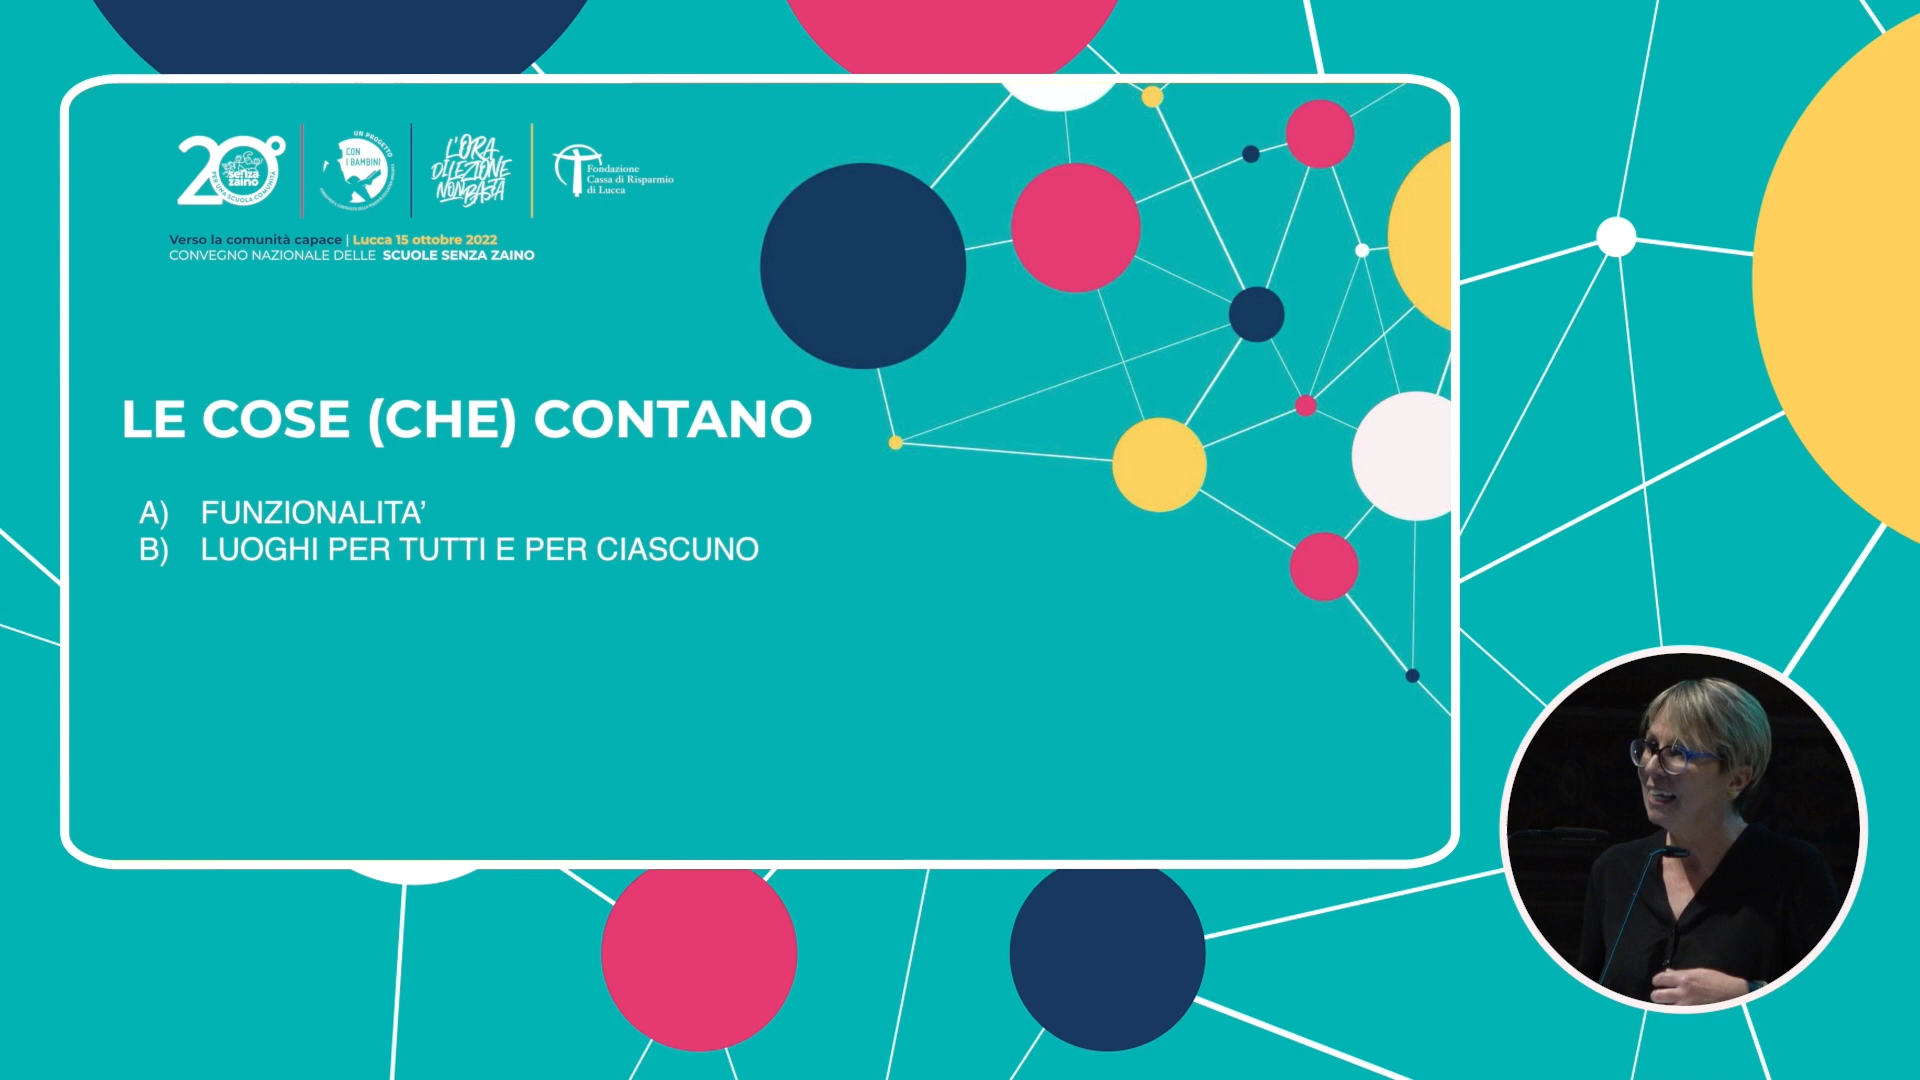 20°
senza
zaino
PER UNA SCUOLA COMUNITÀ
UN PROGETTO
CON
I BAMBINI
L'ORA
DI LEZIONE
NON BASTA
Fondazione
Cassa di Risparmio
di Lucca
Verso la comunità capace | Lucca 15 ottobre 2022
CONVEGNO NAZIONALE DELLE SCUOLE SENZA ZAINO
LE COSE (CHE) CONTANO
A) FUNZIONALITA’
B) LUOGHI PER TUTTI E PER CIASCUNO